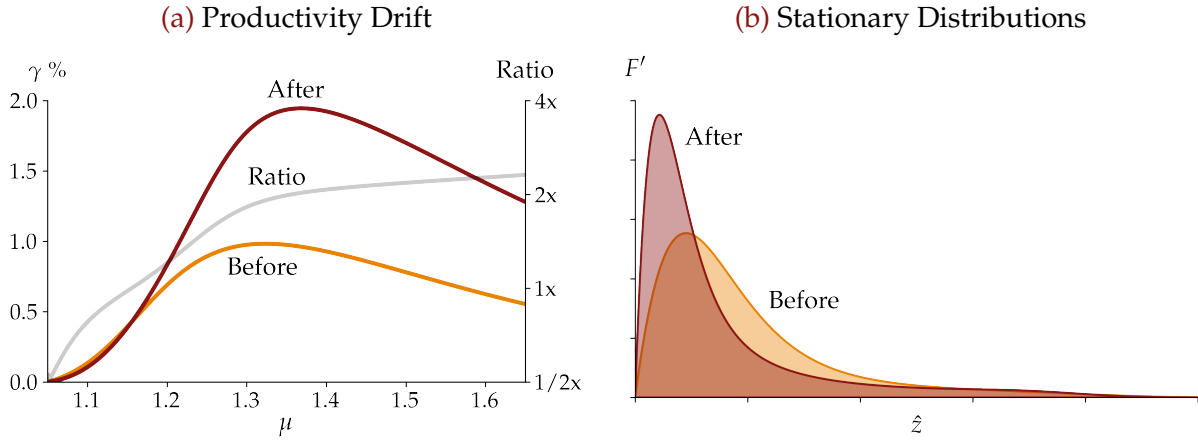 (a) Productivity Drift
γ %
Ratio
2.0
1.5
1.0
0.5
0.0
After
Ratio
Before
4x
2x
1x
1/2x
1.1
1.2
1.3
1.4
1.5
1.6
μ
(b) Stationary Distributions
F′
After
Before
ẑ